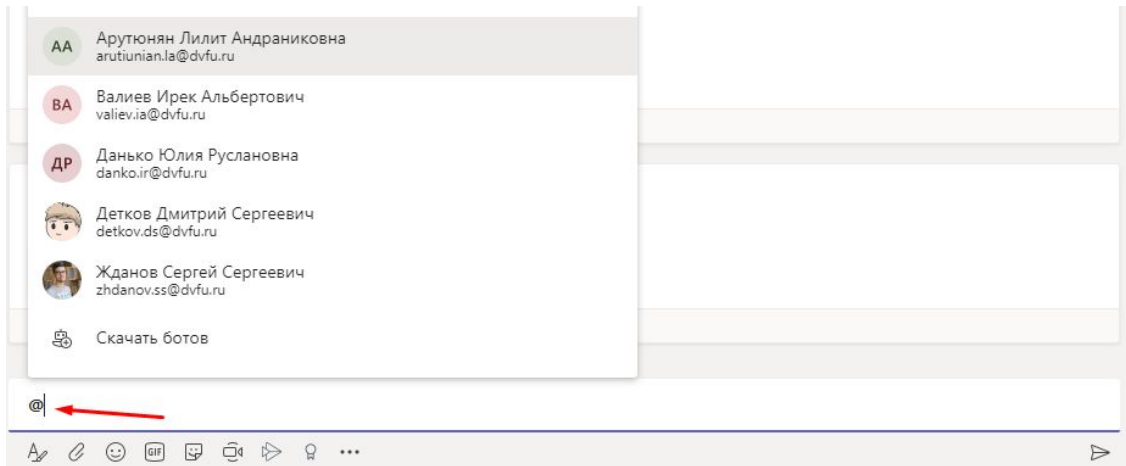 АА
Арутюнян Лилит Андраниковна
arutiunian.la@dvfu.ru
ВА
Валиев Ирек Альбертович
valiev.ia@dvfu.ru
ДР
Данько Юлия Руслановна
danko.ir@dvfu.ru
Детков Дмитрий Сергеевич
detkov.ds@dvfu.ru
Жданов Сергей Сергеевич
zhdanov.ss@dvfu.ru
Скачать ботов
@
GIF